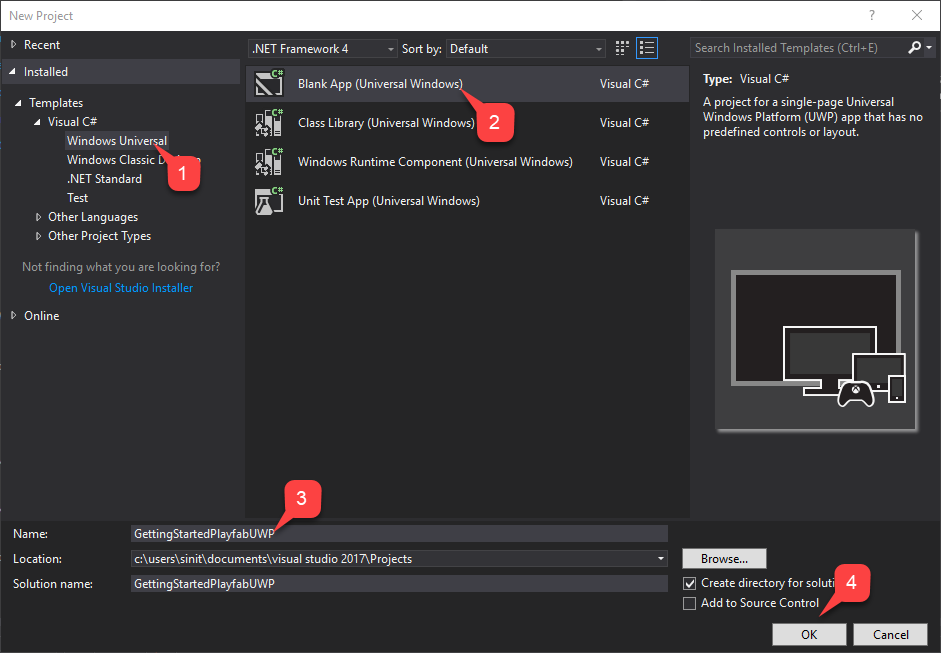 New Project
?
Recent
Installed
Templates
Visual C#
Windows Universal
Windows Classic
.NET Standard
Test
Other Languages
Other Project Types
Not finding what you are looking for?
Open Visual Studio Installer
Online
.NET Framework 4
Sort by: Default
C# Blank App (Universal Windows) Visual C#
C# Class Library (Universal Windows) Visual C#
C# Windows Runtime Component (Universal Windows) Visual C#
C# Unit Test App (Universal Windows) Visual C#
1
2
Search Installed Templates (Ctrl+E)
Type: Visual C#
A project for a single-page Universal
Windows Platform (UWP) app that has no
predefined controls or layout.
3
Name: GettingStartedPlayfabUWP
Location: c:\users\sinit\documents\visual studio 2017\Projects
Browse...
Solution name: GettingStartedPlayfabUWP
Create directory for soluti
4
Add to Source Control
OK
Cancel